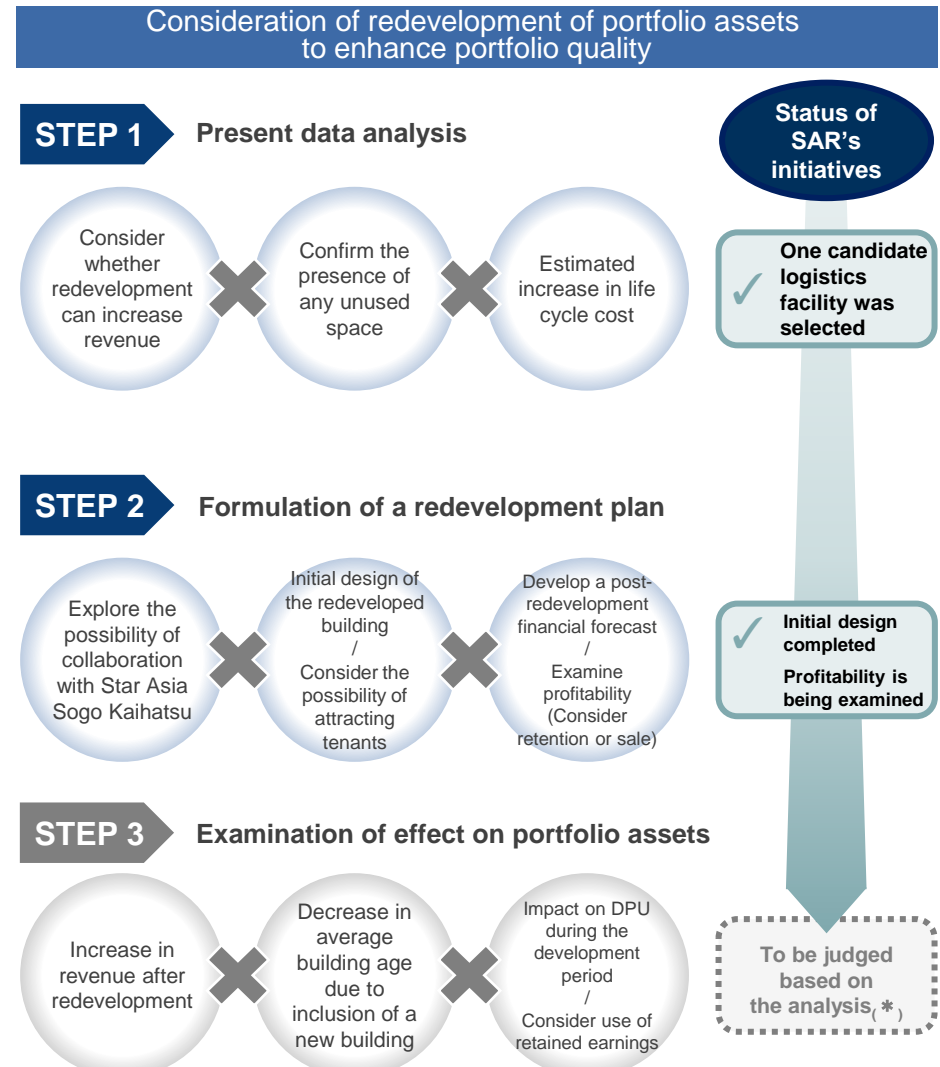 Consideration of redevelopment of portfolio assets
to enhance portfolio quality
STEP 1
Present data analysis
Status of
SAR's
initiatives
Consider
whether
redevelopment
can increase
revenue
Confirm the
presence of
any unused
space
Estimated
increase in life
cycle cost
✓
One candidate
logistics
facility was
selected
STEP 2
Formulation of a redevelopment plan
Explore the
possibility of
collaboration
with Star Asia
Sogo Kaihatsu
Initial design of
the redeveloped
building
/
Consider the
possibility of
attracting
tenants
Develop a post-
redevelopment
financial forecast
/
Examine
profitability
(Consider
retention or sale)
✓
Initial design
completed
Profitability is
being examined
STEP 3
Examination of effect on portfolio assets
Increase in
revenue after
redevelopment
Decrease in
average
building age
due to
inclusion of a
new building
Impact on DPU
during the
development
period
/
Consider use of
retained earnings
To be judged
based on
the analysis(*)